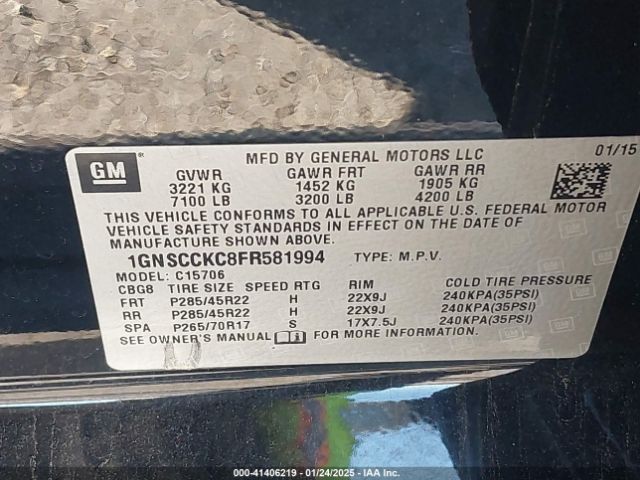 GM ®
MFD BY GENERAL MOTORS LLC 01/15
GVWR GAWR FRT GAWR RR
3221 KG 1452 KG 1905 KG
7100 LB 3200 LB 4200 LB
THIS VEHICLE CONFORMS TO ALL APPLICABLE U.S. FEDERAL MOTOR
VEHICLE SAFETY STANDARDS IN EFFECT ON THE DATE OF
MANUFACTURE SHOWN ABOVE.
1GNSCCKC8FR581994 TYPE: M.P.V.
MODEL: C15706
CBG8 TIRE SIZE SPEED RTG RIM COLD TIRE PRESSURE
FRT P285/45R22 H 22X9J 240KPA(35PSI)
RR P285/45R22 H 22X9J 240KPA(35PSI)
SPA P265/70R17 S 17X7.5J 240KPA(35PSI)
SEE OWNER'S MANUAL FOR MORE INFORMATION.
000-41406219 - 01/24/2025 - IAA Inc.